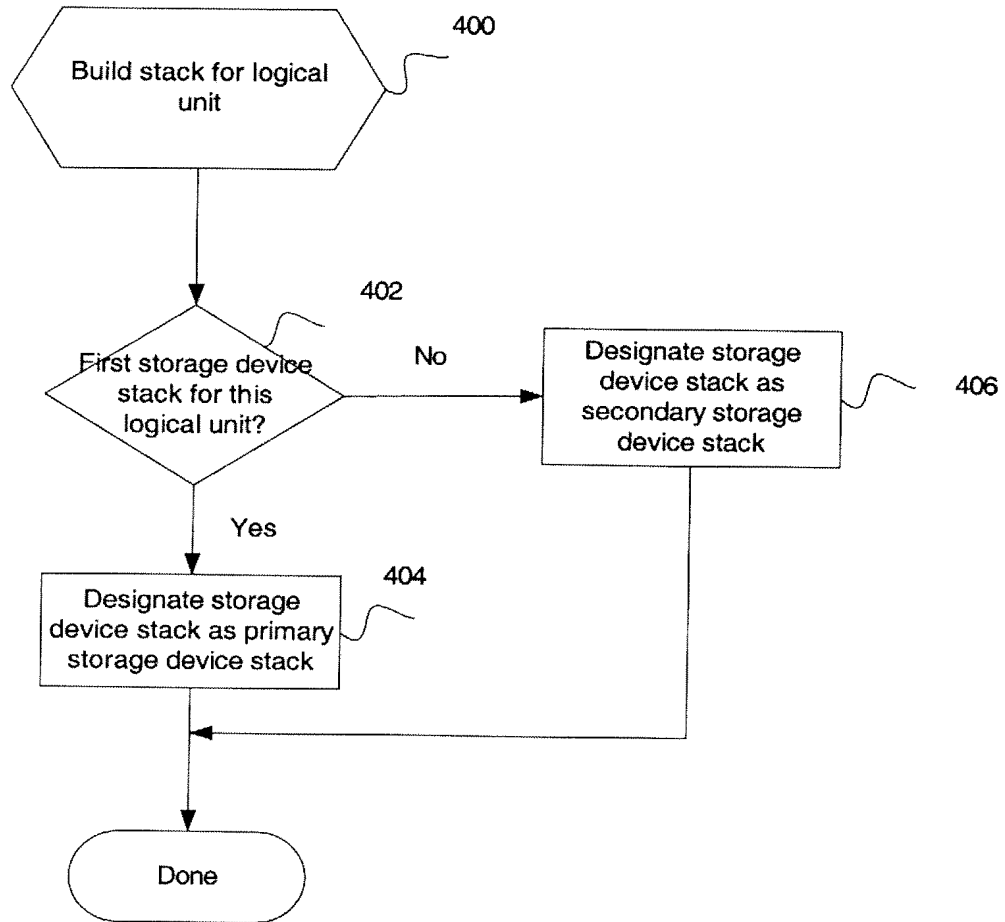 400
Build stack for logical
unit
402
First storage device
stack for this
logical unit?
No
Designate storage
device stack as
secondary storage
device stack
406
Yes
404
Designate storage
device stack as primary
storage device stack
Done